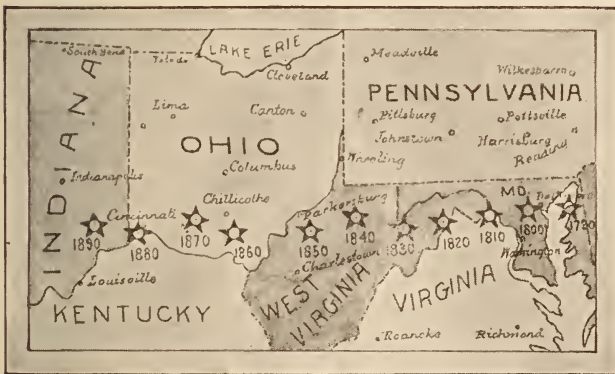 LAKE ERIE
South Bend
Toledo
Cleveland
Meadville
Wilkesbarre
PENNSYLVANIA
Lima
Canton
Pittsburg
Pottsville
OHIO
Johnstown
Harrisburg
Reading
INDIANA
Columbus
Indianapolis
Chillicothe
Parkersburg
MD.
Cincinnati
1890
1880
1870
1860
1850
1840
1830
1820
1810
1800
1790
Washington
Charlestown
Louisville
WEST VIRGINIA
VIRGINIA
KENTUCKY
Roanoke
Richmond